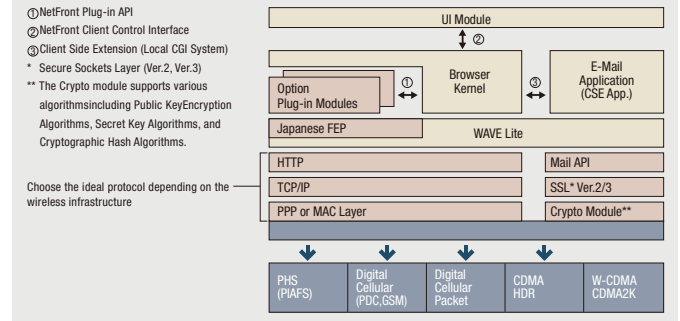 ①NetFront Plug-in API
②NetFront Client Control Interface
③Client Side Extension (Local CGI System)
* Secure Sockets Layer (Ver.2, Ver.3)
** The Crypto module supports various
algorithmsincluding Public KeyEncryption
Algorithms, Secret Key Algorithms, and
Cryptographic Hash Algorithms.
Choose the ideal protocol depending on the
wireless infrastructure
UI Module
②
Option
Plug-in Modules
①
Browser
Kernel
③
E-Mail
Application
(CSE App.)
Japanese FEP
WAVE Lite
HTTP
Mail API
TCP/IP
SSL* Ver.2/3
PPP or MAC Layer
Crypto Module**
PHS
(PIAFS)
Digital
Cellular
(PDC,GSM)
Digital
Cellular
Packet
CDMA
HDR
W-CDMA
CDMA2K